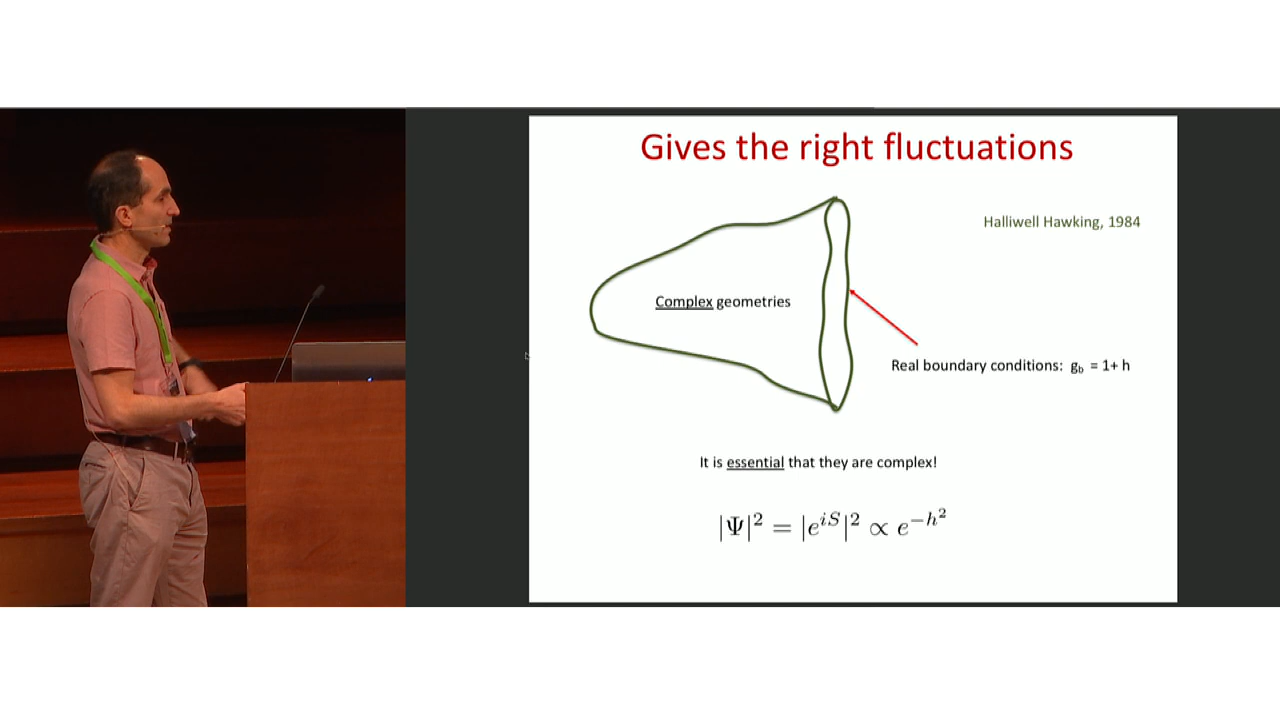 Gives the right fluctuations
Halliwell Hawking, 1984
Complex geometries
Real boundary conditions: g_b = 1+ h
It is essential that they are complex!
|Ψ|² = |e^{iS}|² ∝ e^{−h²}